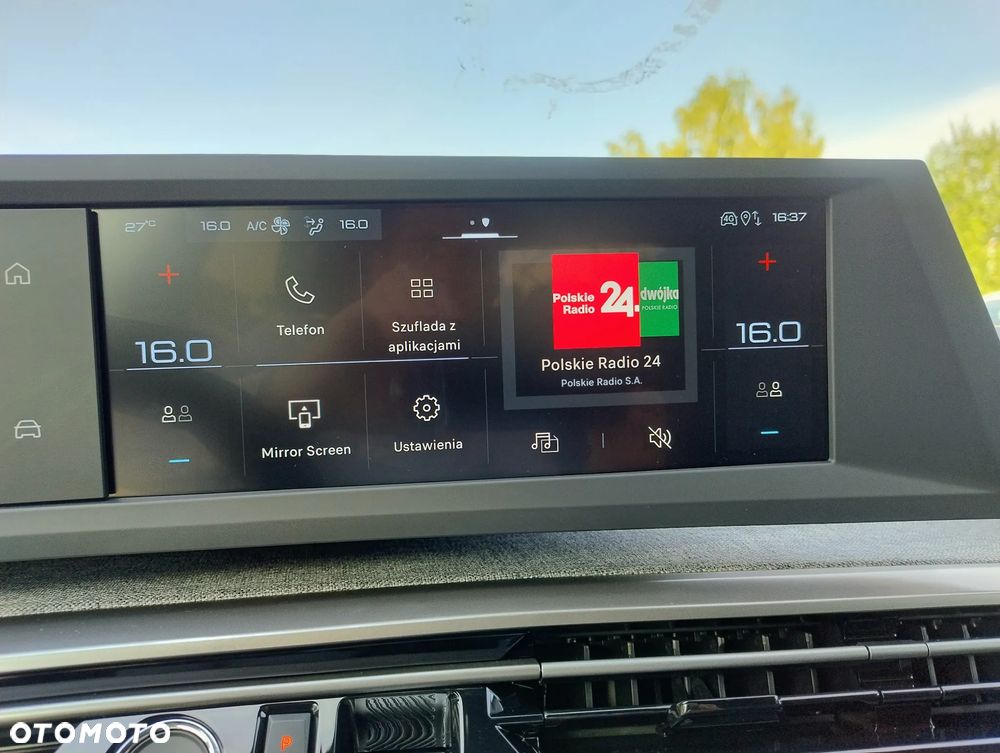 27°C
16.0
A/C
16.0
4G
16:37
16.0
Telefon
Szuflada z
aplikacjami
Mirror Screen
Ustawienia
Polskie
Radio
24.
dwójka
POLSKIE RADIO
Polskie Radio 24
Polskie Radio S.A.
16.0
P
OTOMOTO